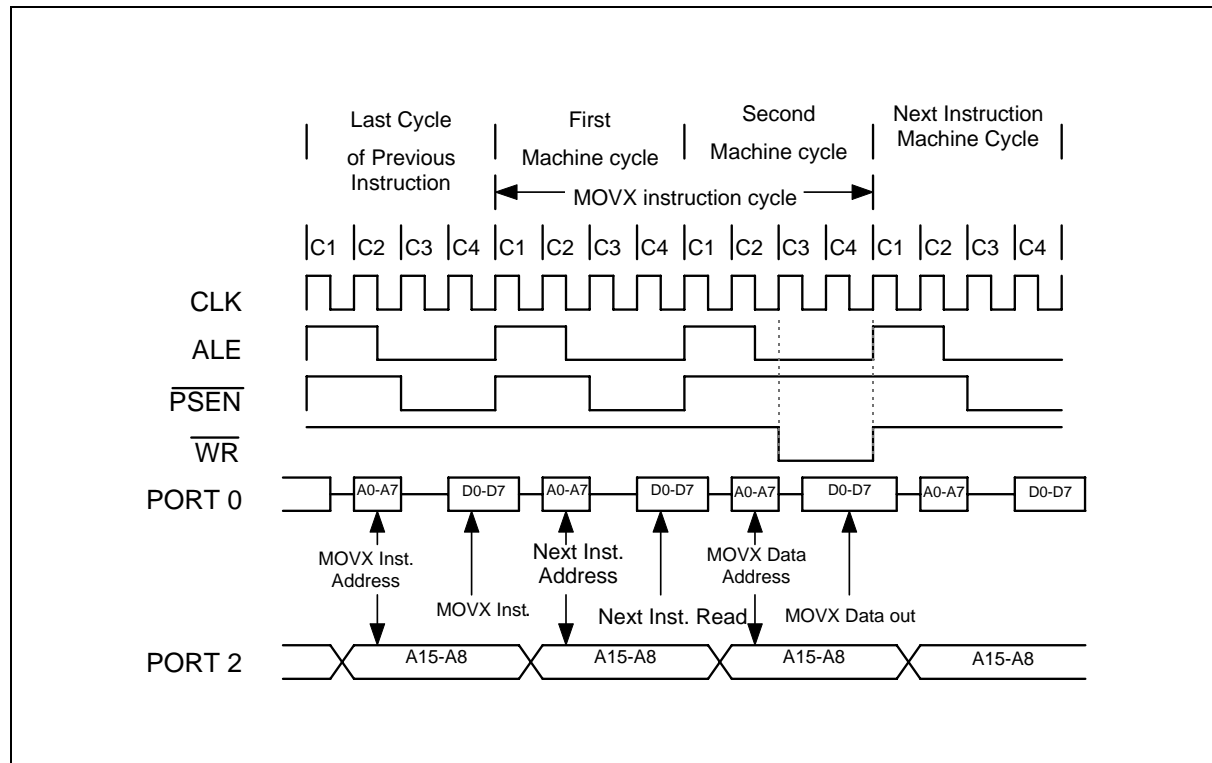 Last Cycle
of Previous
Instruction
First
Machine cycle
Second
Machine cycle
Next Instruction
Machine Cycle
MOVX instruction cycle
C1 C2 C3 C4 C1 C2 C3 C4 C1 C2 C3 C4 C1 C2 C3 C4
CLK
ALE
PSEN
WR
PORT 0
A0-A7 D0-D7 A0-A7 D0-D7 A0-A7 D0-D7 A0-A7 D0-D7
MOVX Inst.
Address
MOVX Inst.
Next Inst.
Address
Next Inst. Read
MOVX Data
Address
MOVX Data out
PORT 2
A15-A8 A15-A8 A15-A8 A15-A8